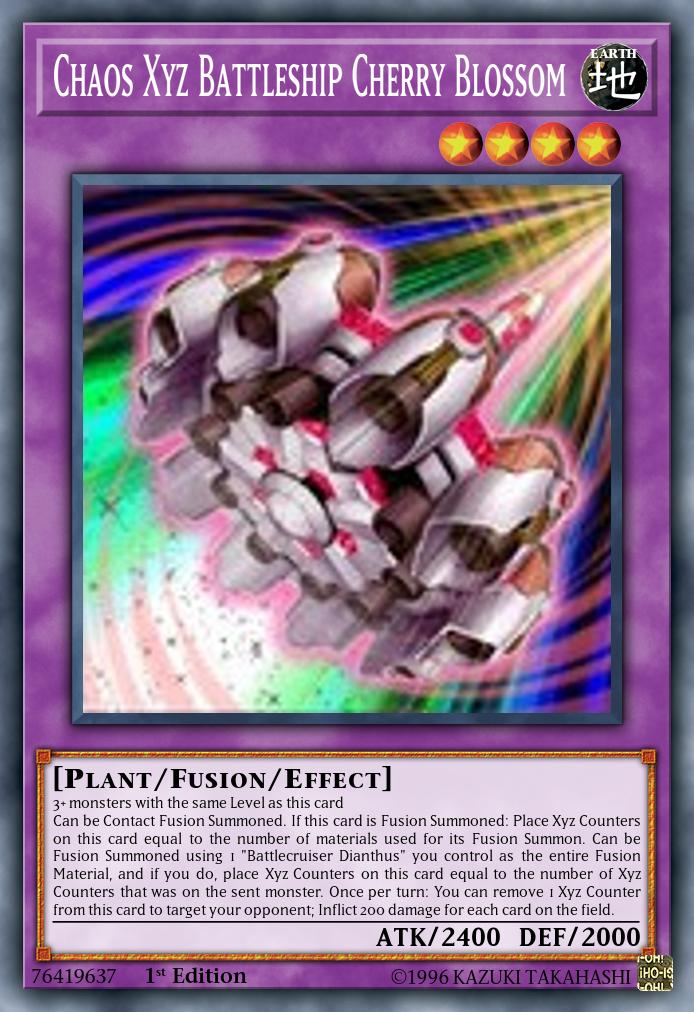 Chaos Xyz Battleship Cherry Blossom
EARTH
地
[Plant/Fusion/Effect]
3+ monsters with the same Level as this card
Can be Contact Fusion Summoned. If this card is Fusion Summoned: Place Xyz Counters
on this card equal to the number of materials used for its Fusion Summon. Can be
Fusion Summoned using 1 "Battlecruiser Dianthus" you control as the entire Fusion
Material, and if you do, place Xyz Counters on this card equal to the number of Xyz
Counters that was on the sent monster. Once per turn: You can remove 1 Xyz Counter
from this card to target your opponent; Inflict 200 damage for each card on the field.
ATK/2400 DEF/2000
76419637 1st Edition ©1996 KAZUKI TAKAHASHI